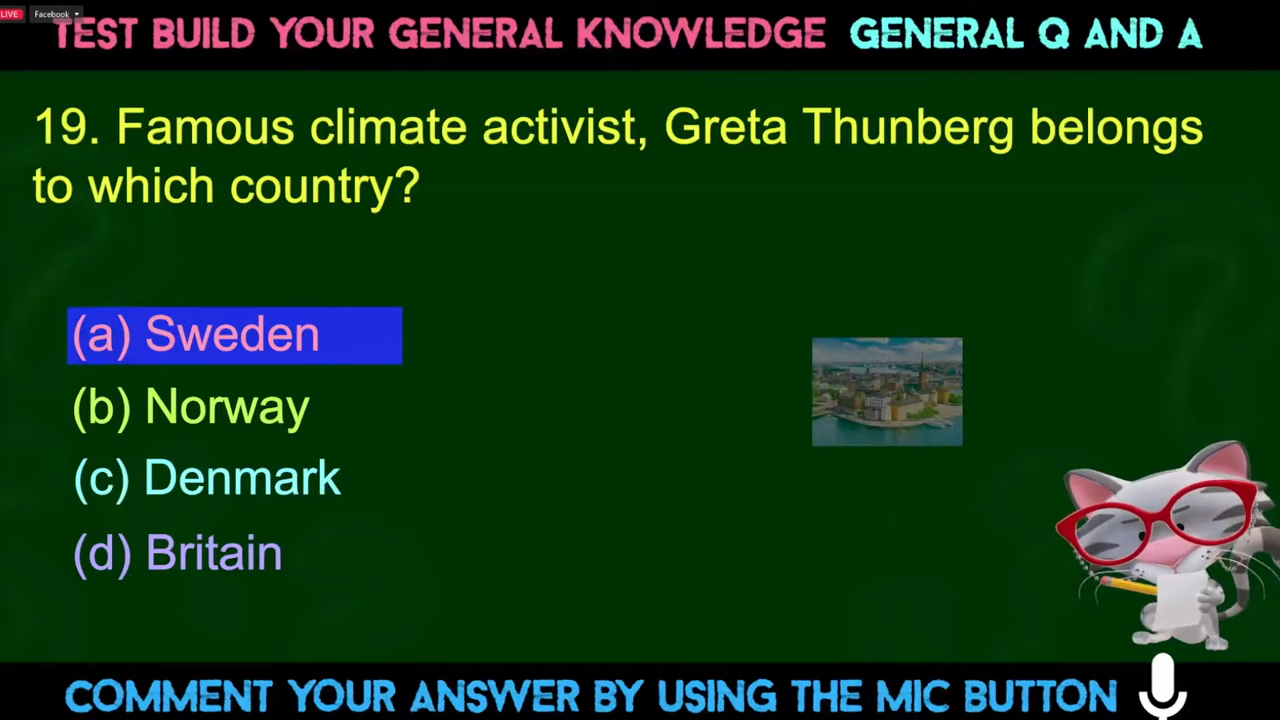 LIVE Facebook
TEST BUILD YOUR GENERAL KNOWLEDGE GENERAL Q AND A
19. Famous climate activist, Greta Thunberg belongs
to which country?
(a) Sweden
(b) Norway
(c) Denmark
(d) Britain
COMMENT YOUR ANSWER BY USING THE MIC BUTTON